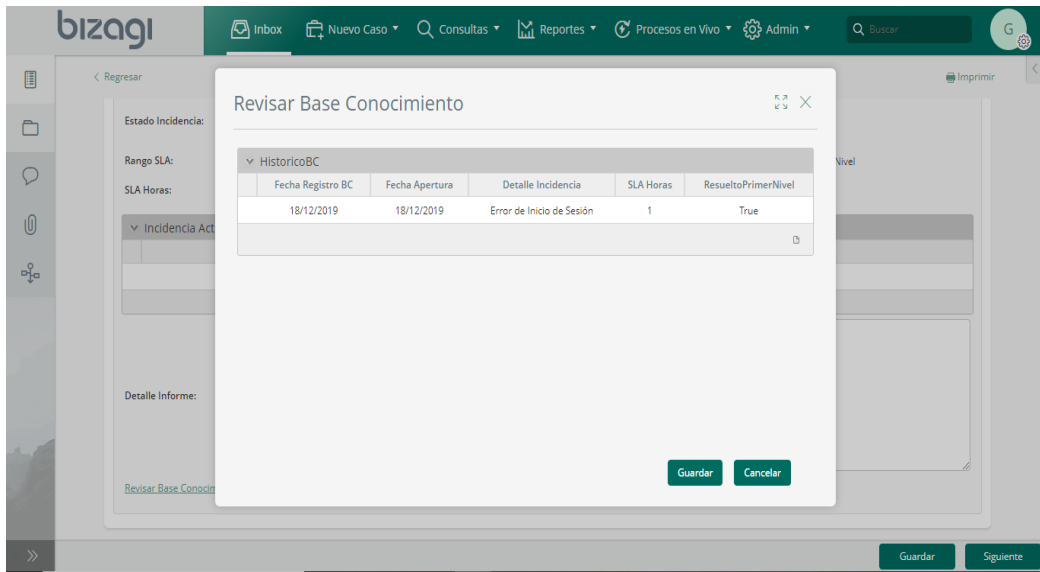 bizagi
Inbox Nuevo Caso Consultas Reportes Procesos en Vivo Admin Buscar G
Regresar
Imprimir
Revisar Base Conocimiento
Estado Incidencia:
Rango SLA:
Nivel
SLA Horas:
HistoricoBC
Fecha Registro BC Fecha Apertura Detalle Incidencia SLA Horas ResueltoPrimerNivel
18/12/2019 18/12/2019 Error de Inicio de Sesión 1 True
Incidencia Act
Detalle Informe:
Guardar Cancelar
Revisar Base Conocim
Guardar Siguiente